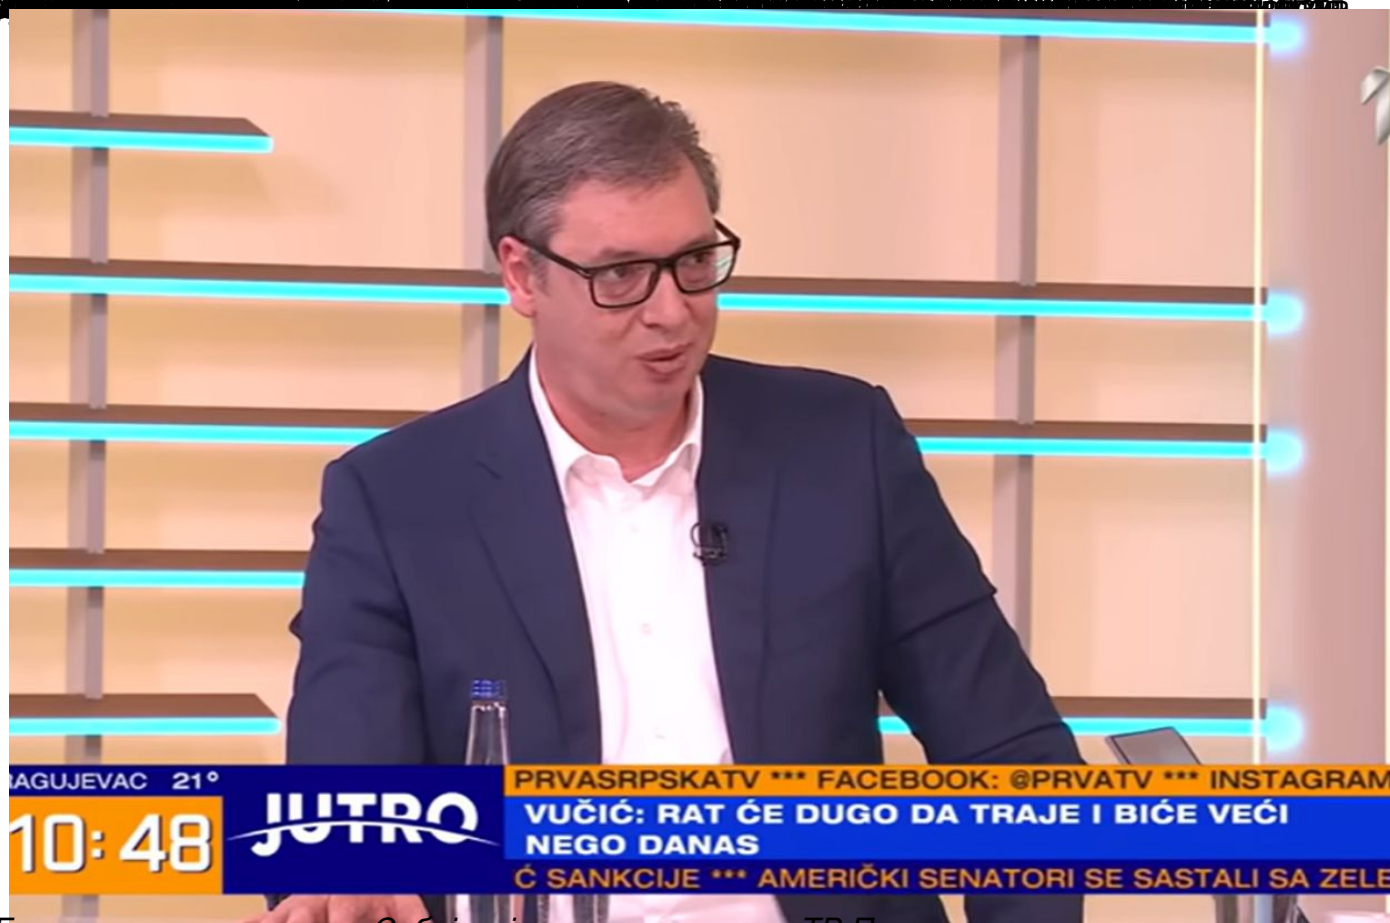 RAGUJEVAC 21°
10:48
JUTRO
PRVASRPSKATV *** FACEBOOK: @PRVATV *** INSTAGRAM
VUČIĆ: RAT ĆE DUGO DA TRAJE I BIĆE VEĆI
NEGO DANAS
Ć SANKCIJE *** AMERIČKI SENATORI SE SASTALI SA ZELE